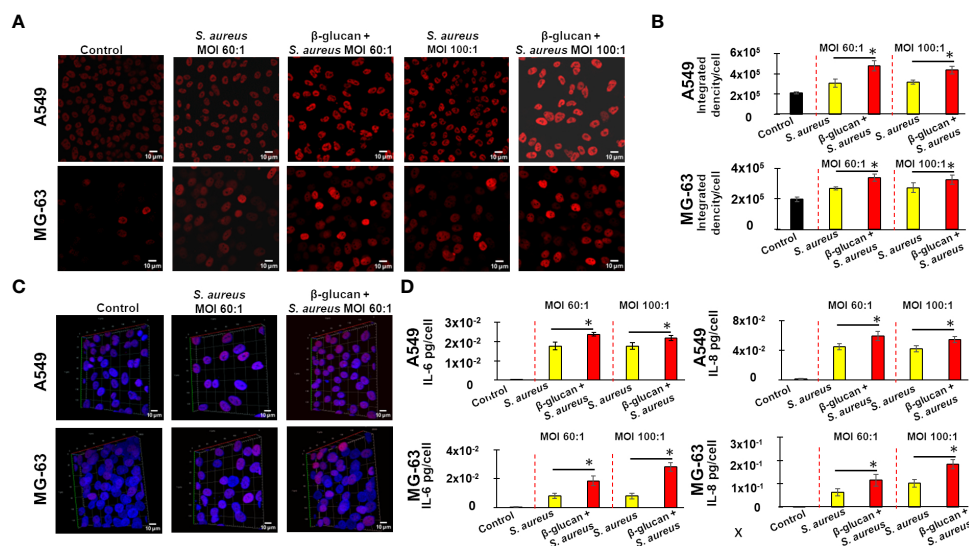 A
Control
S. aureus
MOI 60:1
β-glucan +
S. aureus MOI 60:1
S. aureus
MOI 100:1
β-glucan +
S. aureus MOI 100:1
A549
10 µm
10 µm
10 µm
10 µm
10 µm
MG-63
10 µm
10 µm
10 µm
10 µm
10 µm
B
A549
Integrated
dencity/cell
6x10⁵
4x10⁵
2x10⁵
0
MOI 60:1
*
MOI 100:1
*
Control
S. aureus
β-glucan +
S. aureus
S. aureus
β-glucan +
S. aureus
MG-63
Integrated
density/cell
4x10⁵
2x10⁵
0
MOI 60:1
*
MOI 100:1
*
Control
S. aureus
β-glucan +
S. aureus
S. aureus
β-glucan +
S. aureus
C
Control
S. aureus
MOI 60:1
β-glucan +
S. aureus MOI 60:1
A549
10 µm
10 µm
10 µm
MG-63
10 µm
10 µm
10 µm
D
A549
IL-6 pg/cell
3x10⁻²
2x10⁻²
1x10⁻²
0
MOI 60:1
*
MOI 100:1
*
Control
S. aureus
β-glucan +
S. aureus
S. aureus
β-glucan +
S. aureus
A549
IL-8 pg/cell
8x10⁻²
4x10⁻²
0
MOI 60:1
*
MOI 100:1
*
Control
S. aureus
β-glucan +
S. aureus
S. aureus
β-glucan +
S. aureus
MG-63
IL-6 pg/cell
4x10⁻²
2x10⁻²
0
MOI 60:1
*
MOI 100:1
*
Control
S. aureus
β-glucan +
S. aureus
S. aureus
β-glucan +
S. aureus
MG-63
IL-8 pg/cell
3x10⁻¹
2x10⁻¹
1x10⁻¹
0
MOI 60:1
*
MOI 100:1
*
Control
S. aureus
β-glucan +
S. aureus
S. aureus
β-glucan +
S. aureus
X